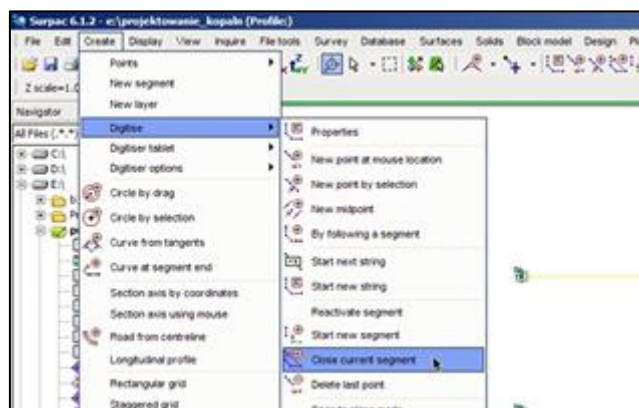 Surpac 6.1.2 - e:\projektowanie_kopaln (Profile:)
File Edit Create Display View Inquire File tools Survey Database Surfaces Solids Block model Design
Z scale=1.0
Points
New segment
New layer
Navigator
All Files (*.*)
Digitise
Digitiser tablet
Digitiser options
C:\
D:\
E:\
Circle by drag
Circle by selection
Curve from tangents
Curve at segment end
Section axis by coordinates
Section axis using mouse
Road from centreline
Longitudinal profile
Rectangular grid
Staggered grid
Properties
New point at mouse location
New point by selection
New midpoint
By following a segment
Start next string
Start new string
Reactivate segment
Start new segment
Close current segment
Delete last point